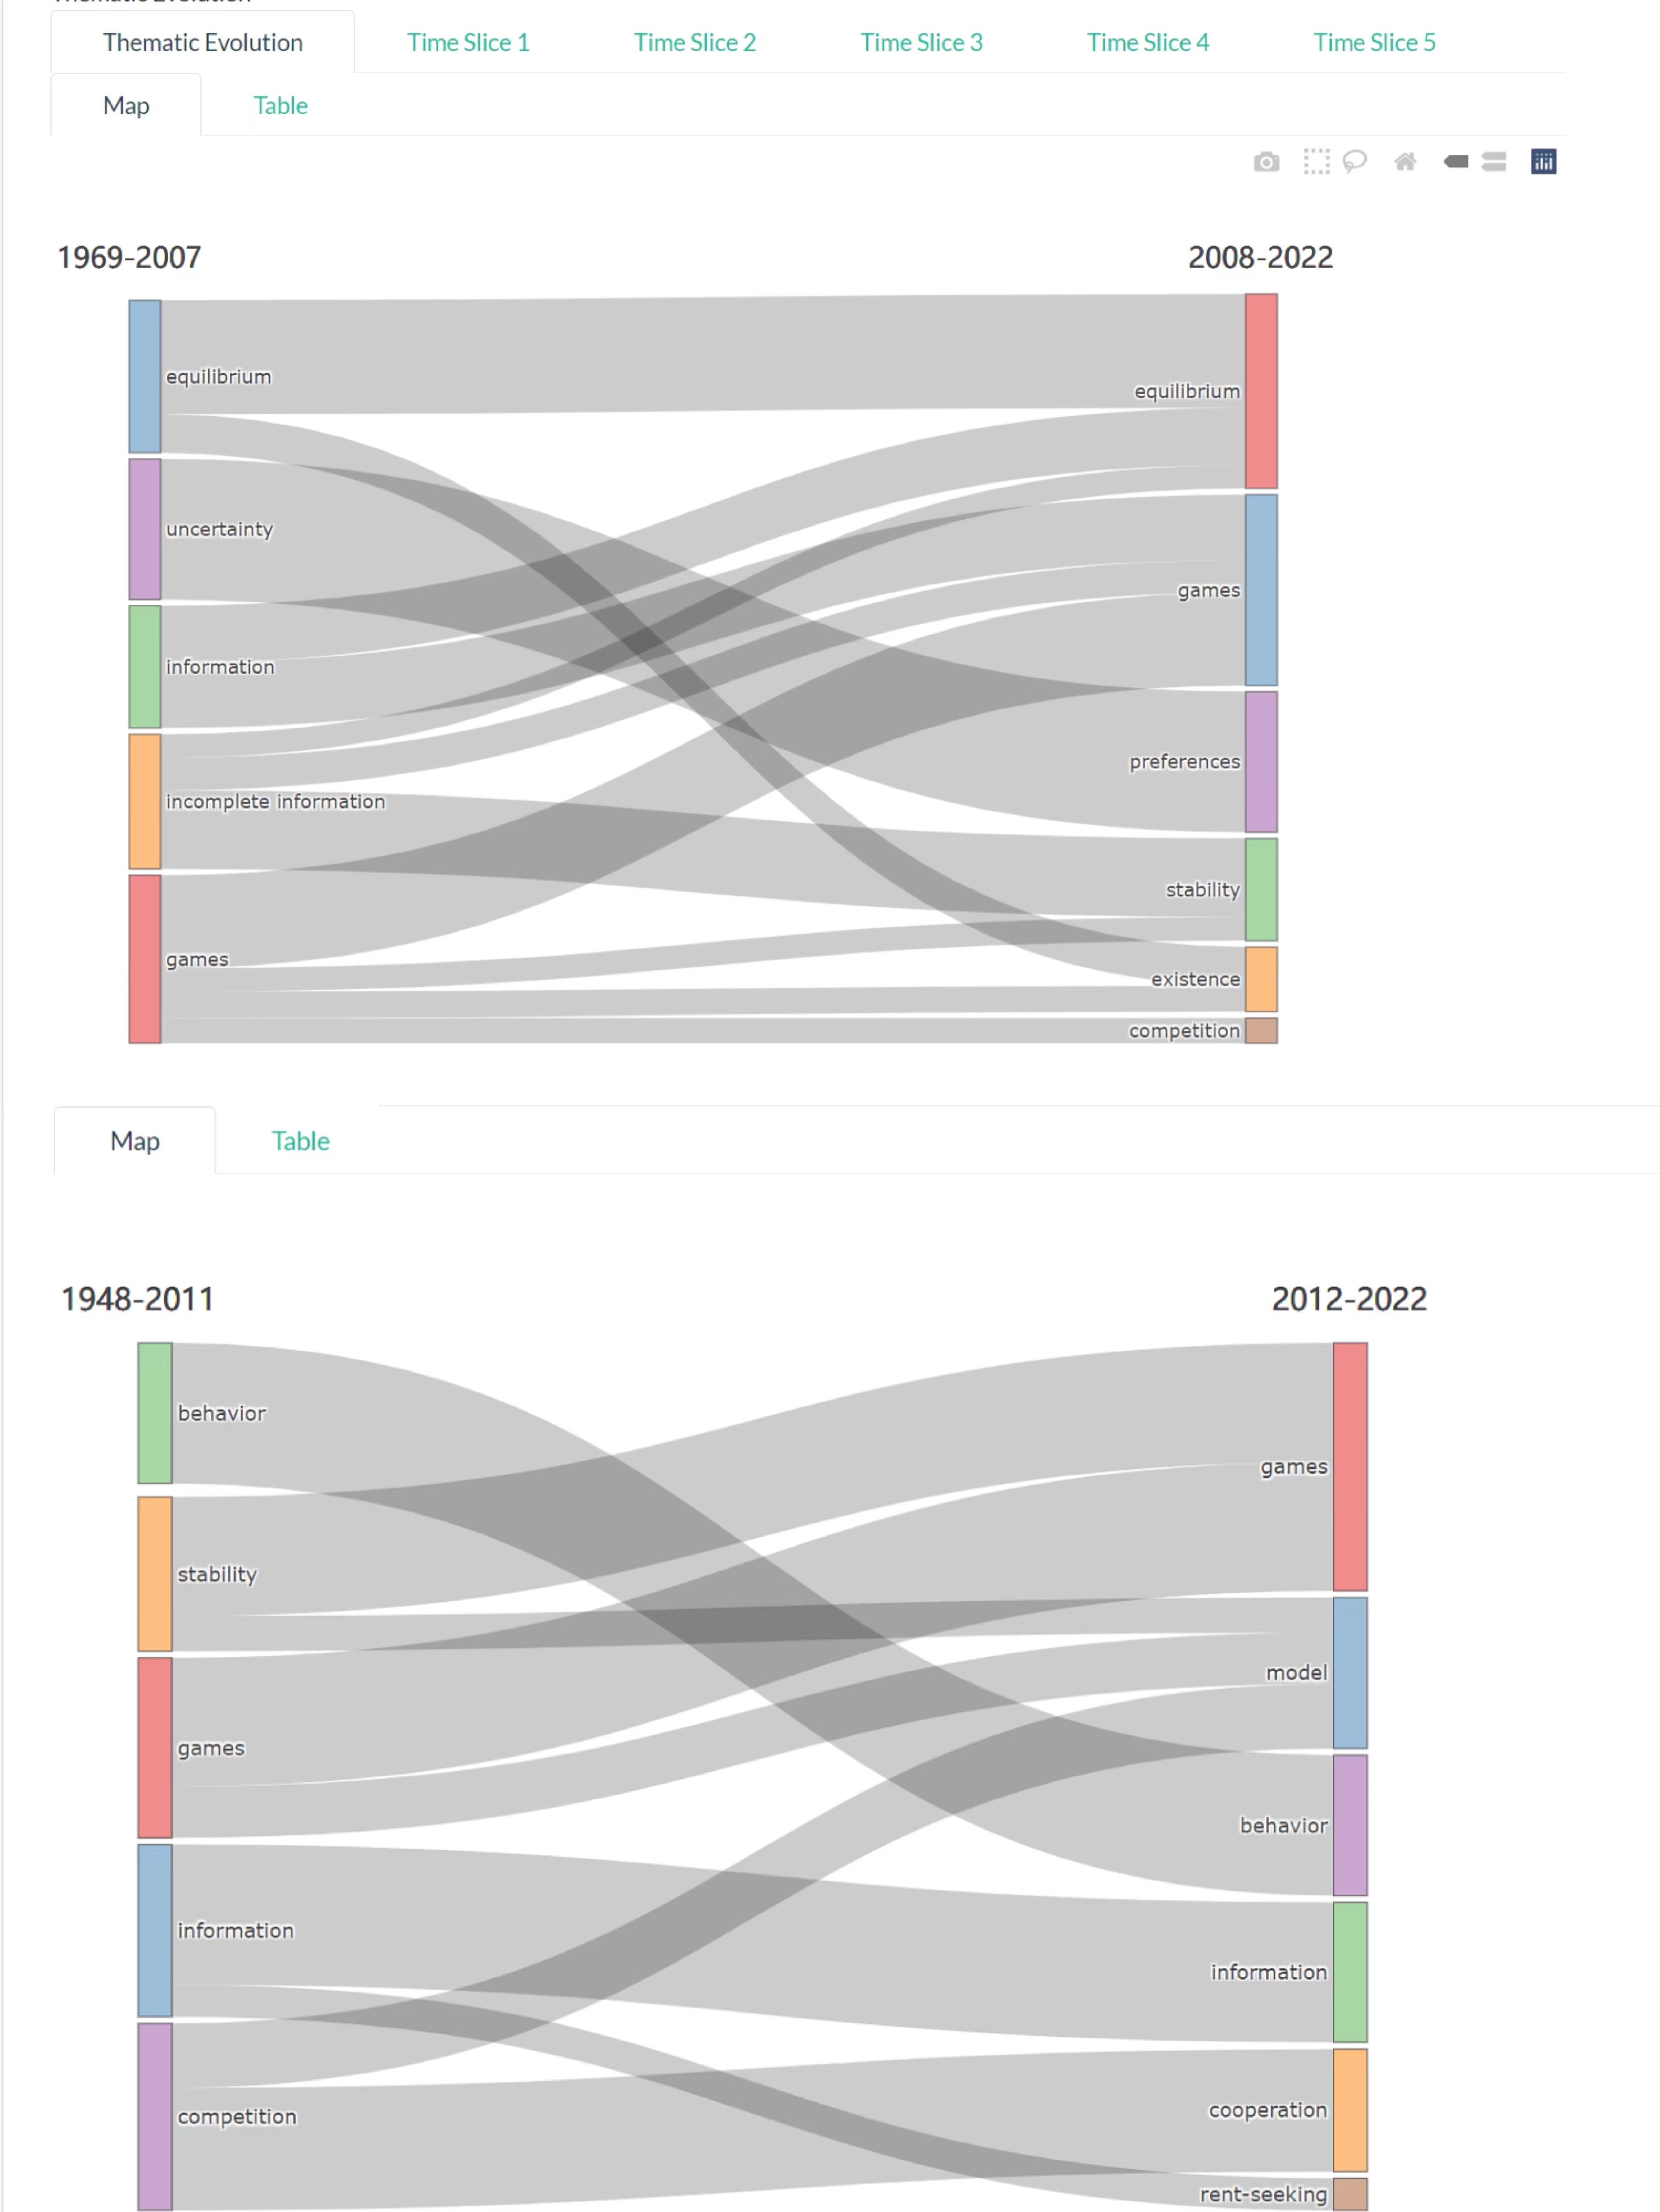 Thematic Evolution
Thematic Evolution Time Slice 1 Time Slice 2 Time Slice 3 Time Slice 4 Time Slice 5
Map Table
1969-2007 2008-2022
equilibrium
equilibrium
uncertainty
games
information
preferences
incomplete information
stability
games
existence
competition
Map Table
1948-2011 2012-2022
behavior
games
stability
model
games
behavior
information
information
cooperation
competition
rent-seeking